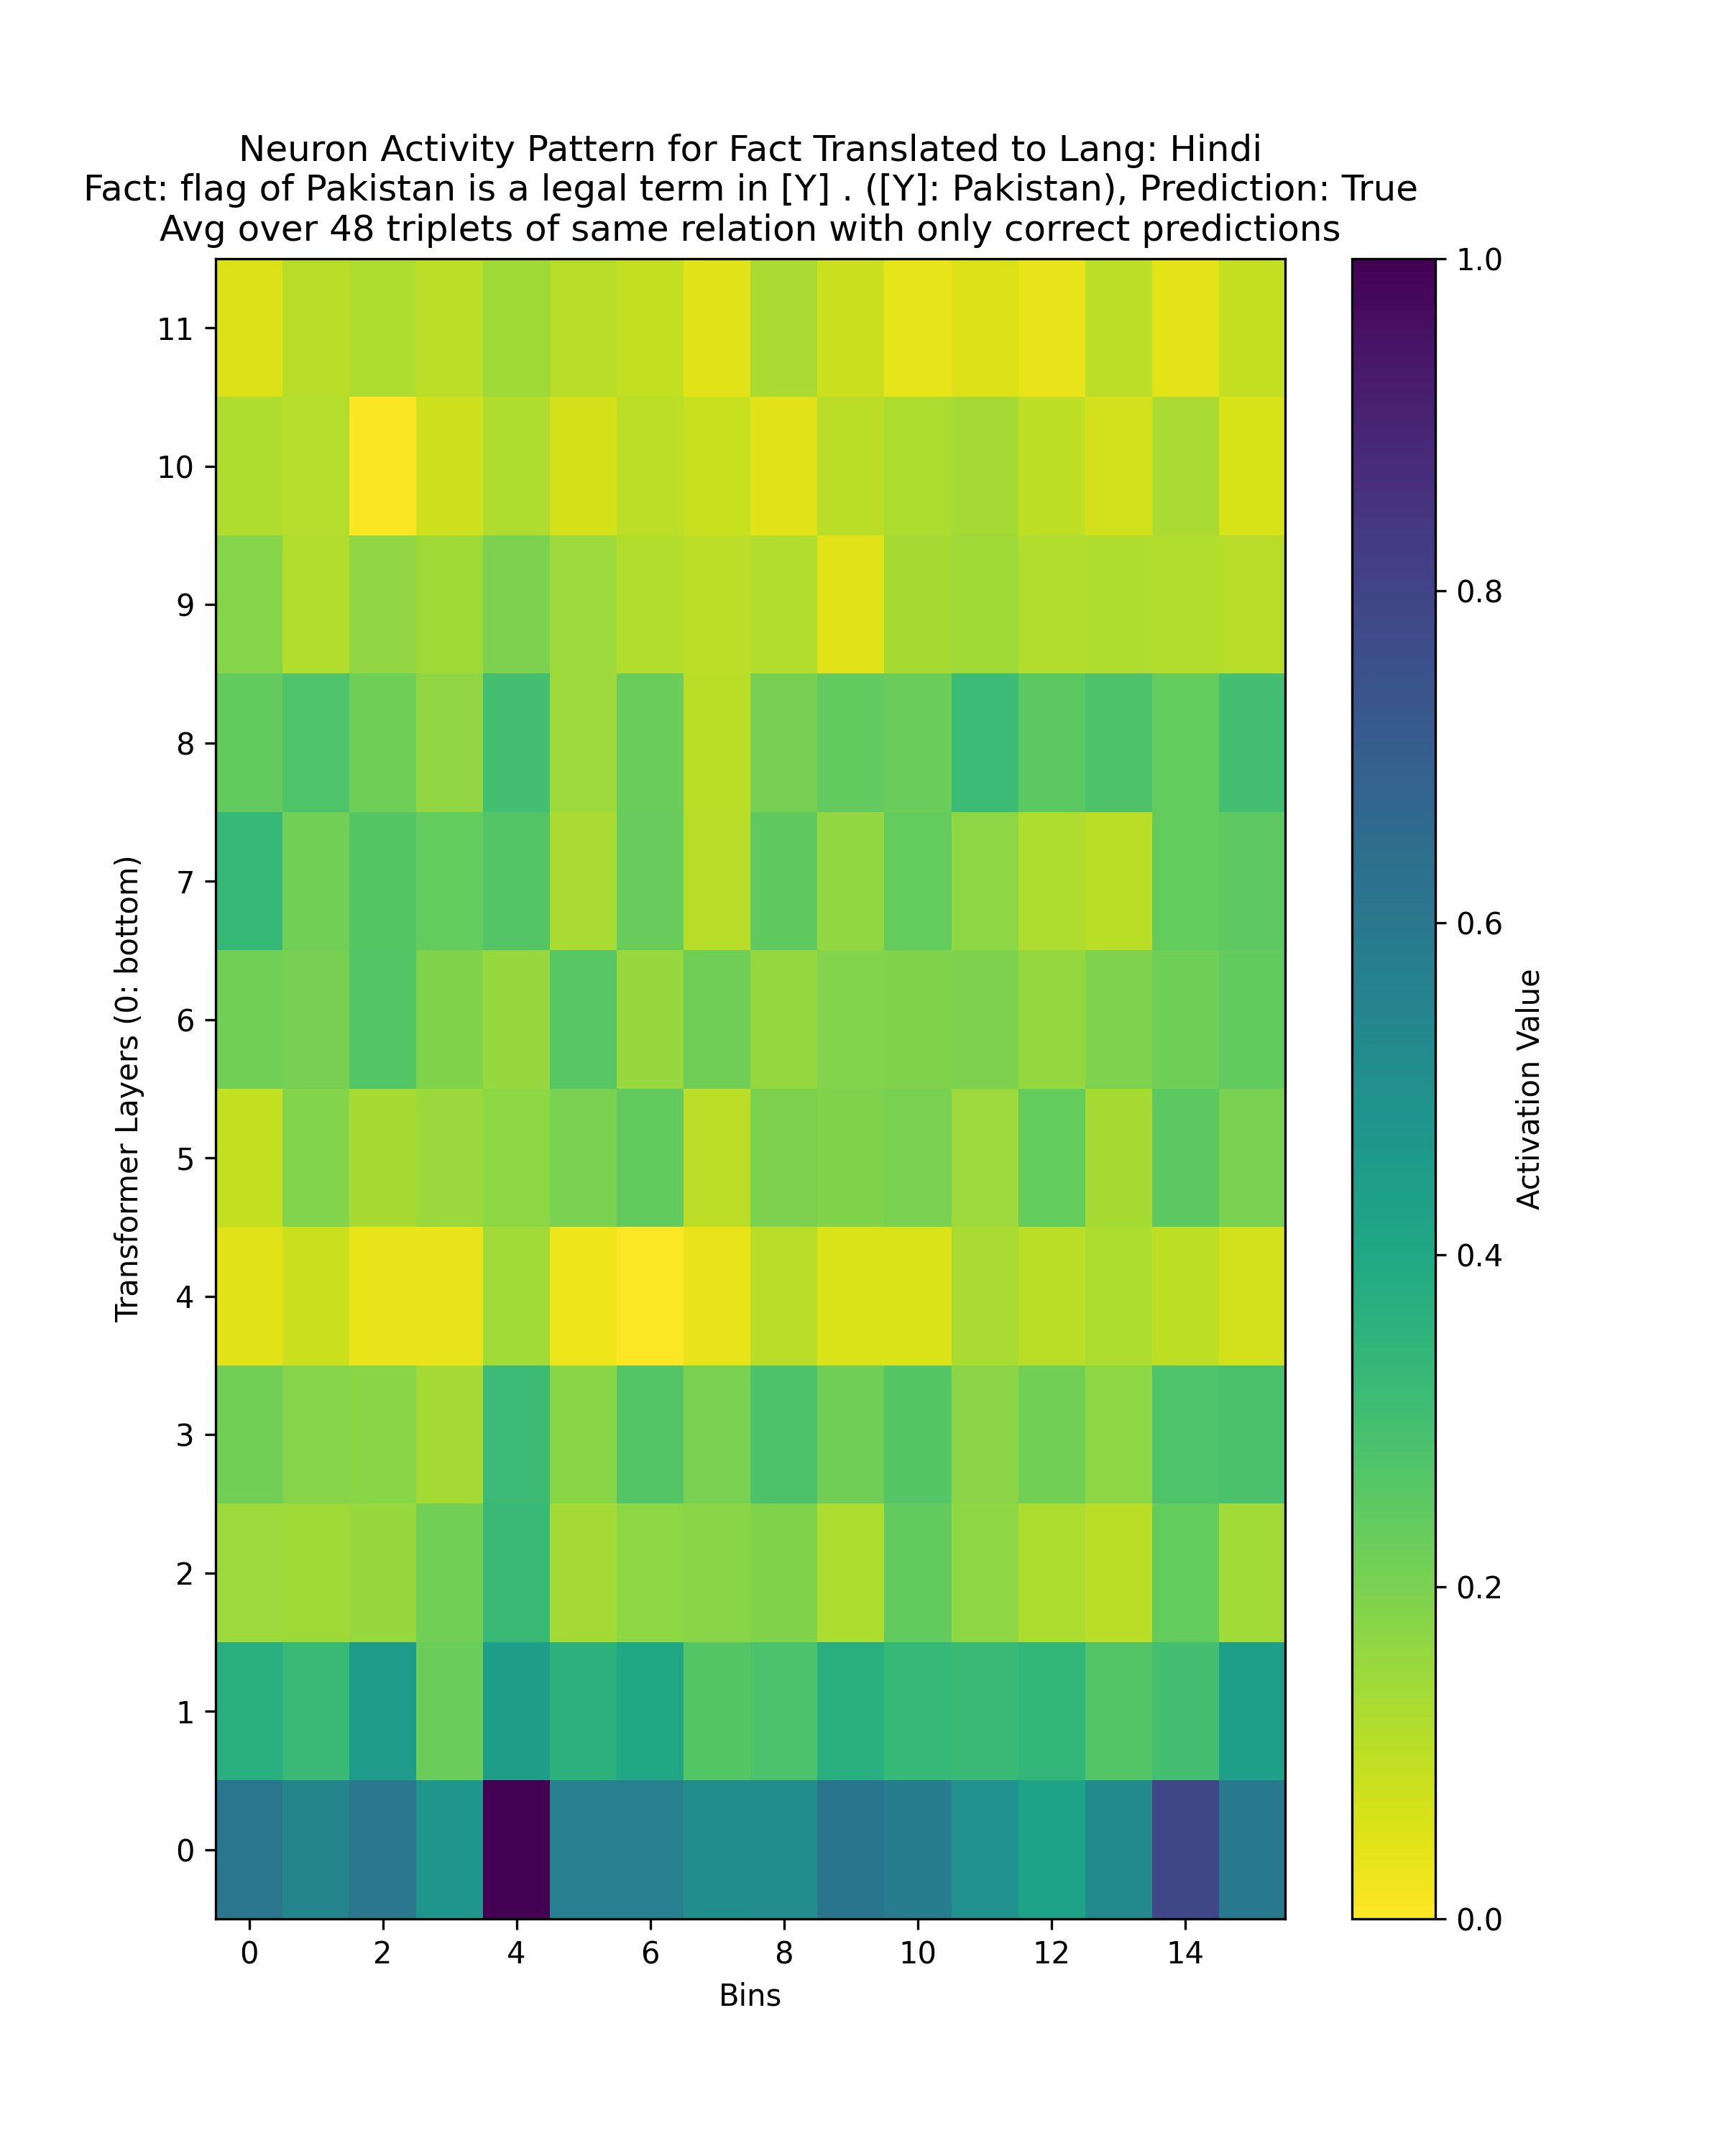 Neuron Activity Pattern for Fact Translated to Lang: Hindi
Fact: flag of Pakistan is a legal term in [Y] . ([Y]: Pakistan), Prediction: True
Avg over 48 triplets of same relation with only correct predictions
Transformer Layers (0: bottom)
11
10
9
8
7
6
5
4
3
2
1
0
0 2 4 6 8 10 12 14
Bins
1.0
0.8
0.6
0.4
0.2
0.0
Activation Value